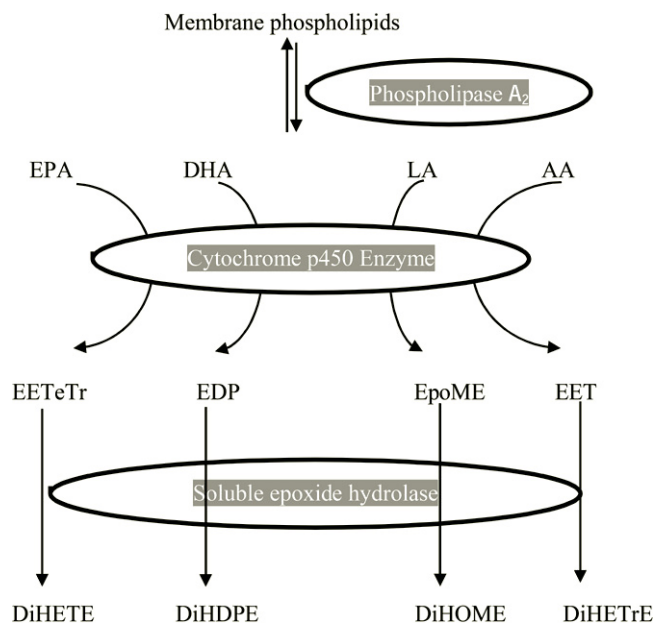 Membrane phospholipids
Phospholipase A₂
EPA DHA LA AA
Cytochrome p450 Enzyme
EETeTr EDP EpoME EET
Soluble epoxide hydrolase
DiHETE DiHDPE DiHOME DiHETrE